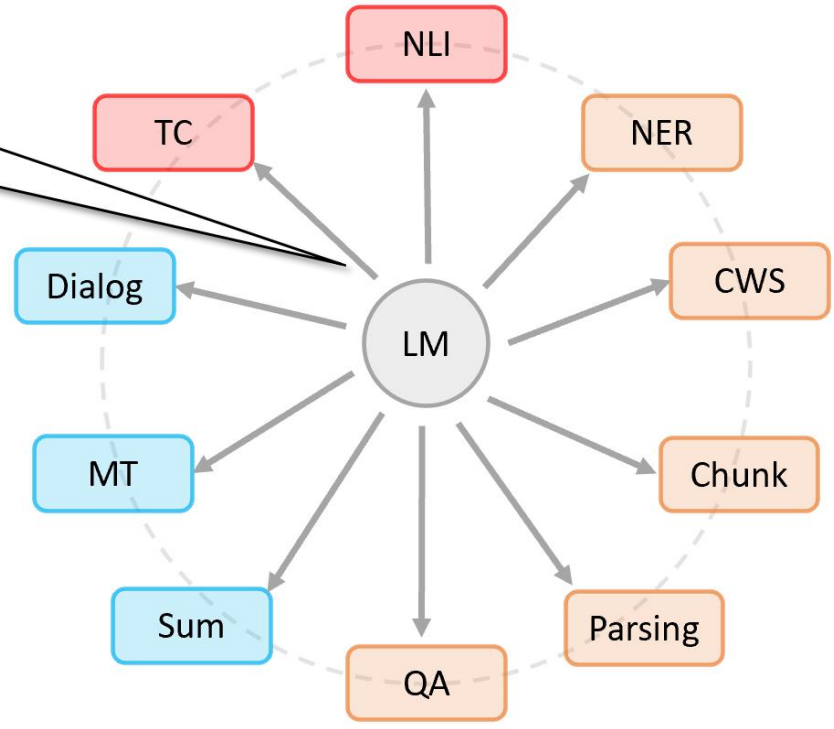 NLI
TC
NER
Dialog
CWS
LM
MT
Chunk
Sum
Parsing
QA